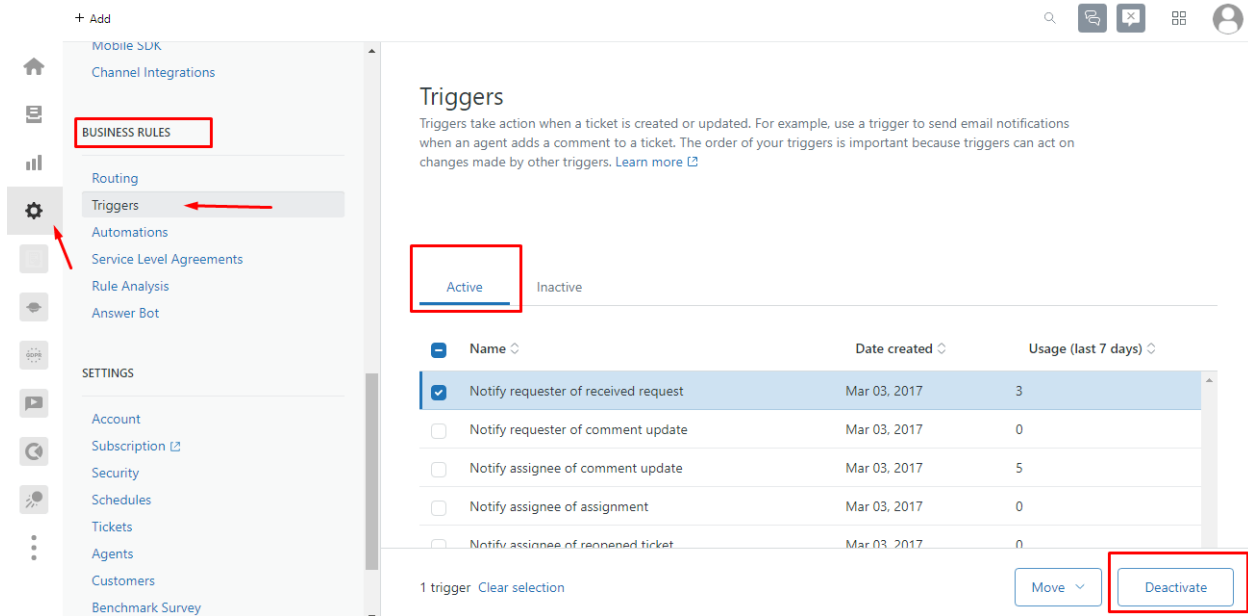 + Add
Mobile SDK
Channel Integrations
BUSINESS RULES
Routing
Triggers
Automations
Service Level Agreements
Rule Analysis
Answer Bot
SETTINGS
Account
Subscription
Security
Schedules
Tickets
Agents
Customers
Benchmark Survey
Triggers
Triggers take action when a ticket is created or updated. For example, use a trigger to send email notifications
when an agent adds a comment to a ticket. The order of your triggers is important because triggers can act on
changes made by other triggers. Learn more
Active Inactive
Name Date created Usage (last 7 days)
Notify requester of received request Mar 03, 2017 3
Notify requester of comment update Mar 03, 2017 0
Notify assignee of comment update Mar 03, 2017 5
Notify assignee of assignment Mar 03, 2017 0
Notify assignee of reopened ticket Mar 03, 2017 0
1 trigger Clear selection Move Deactivate
GDPR